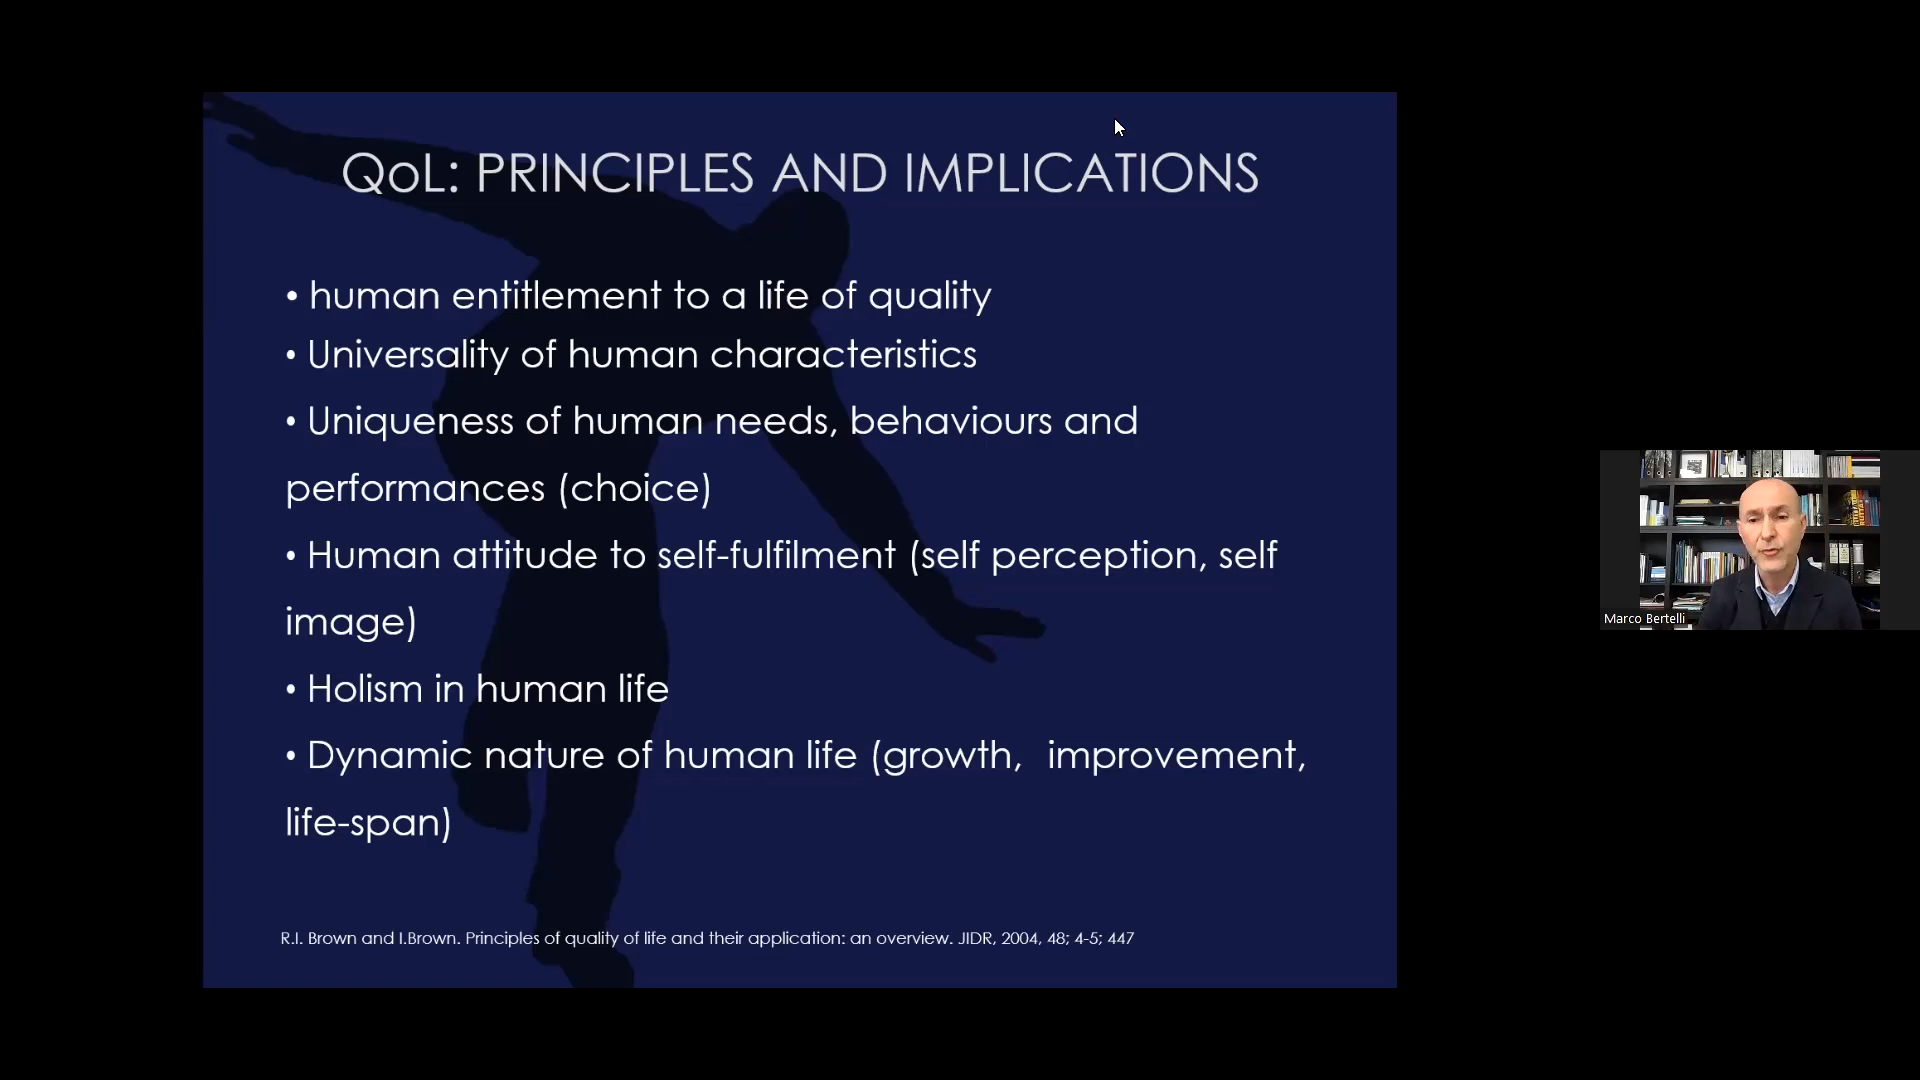 QoL: PRINCIPLES AND IMPLICATIONS
• human entitlement to a life of quality
• Universality of human characteristics
• Uniqueness of human needs, behaviours and
performances (choice)
• Human attitude to self-fulfilment (self perception, self
image)
• Holism in human life
• Dynamic nature of human life (growth, improvement,
life-span)
R.I. Brown and I.Brown. Principles of quality of life and their application: an overview. JIDR, 2004, 48; 4-5; 447
Marco Bertelli